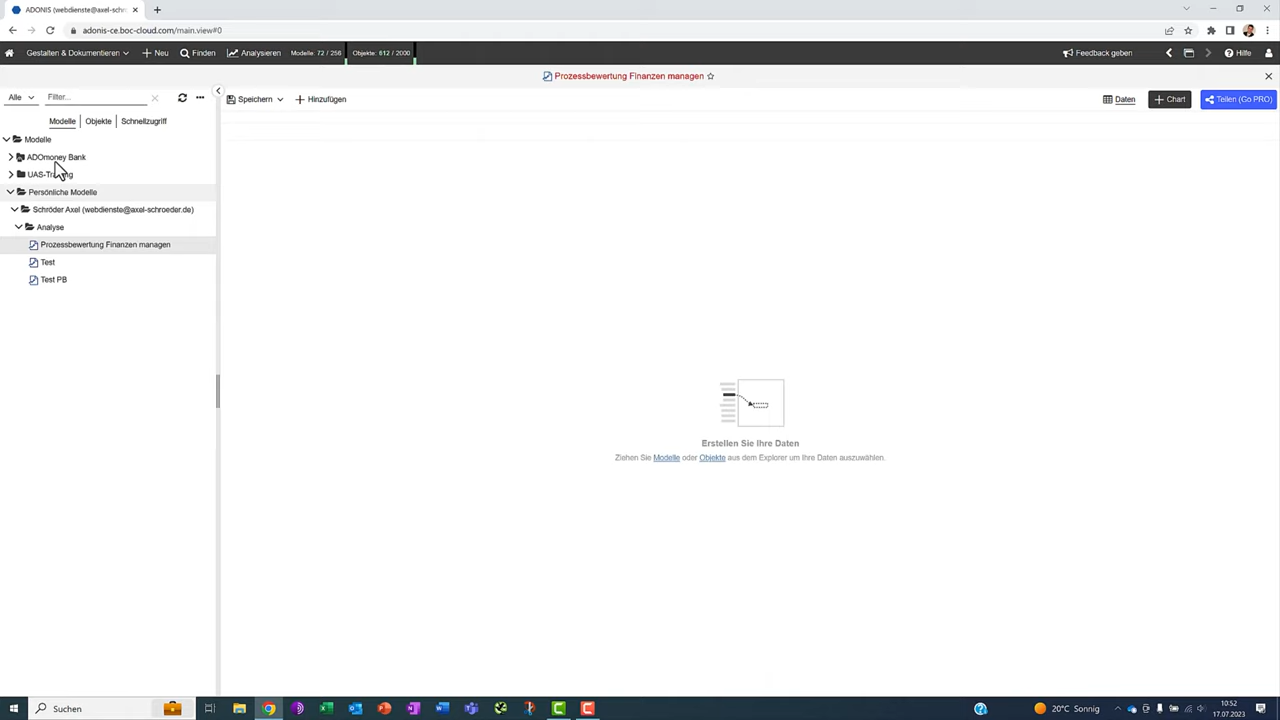 ADONIS (webdienste@axel-schr
adonis-ce.boc-cloud.com/main.view#0
Gestalten & Dokumentieren
Neu
Finden
Analysieren
Modelle: 72 / 256
Objekte: 612 / 2000
Feedback geben
Hilfe
Prozessbewertung Finanzen managen
Alle
Filter...
Speichern
Hinzufügen
Daten
Chart
Teilen (Go PRO)
Modelle
Objekte
Schnellzugriff
Modelle
ADOmoney Bank
Persönliche Modelle
Schröder Axel (webdienste@axel-schroeder.de)
Analyse
Prozessbewertung Finanzen managen
Test
Test PB
Erstellen Sie Ihre Daten
Ziehen Sie Modelle oder Objekte aus dem Explorer um Ihre Daten auszuwählen.
Suchen
20°C Sonnig
10:52
17.07.2023